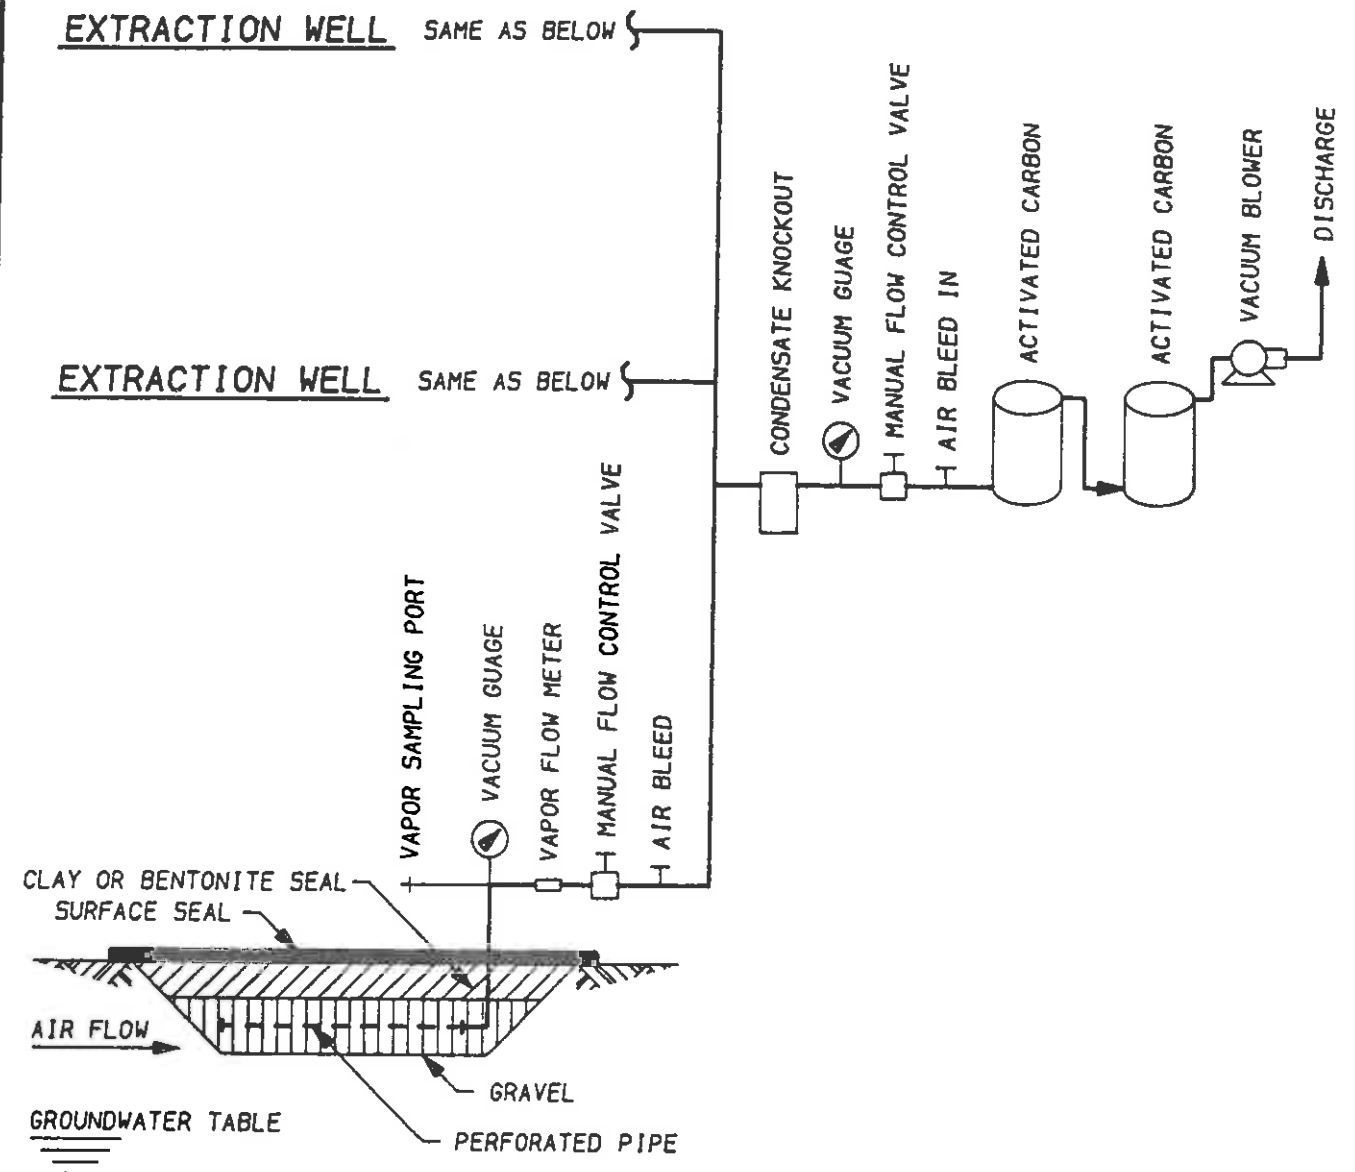 EXTRACTION WELL SAME AS BELOW
EXTRACTION WELL SAME AS BELOW
CONDENSATE KNOCKOUT
VACUUM GUAGE
MANUAL FLOW CONTROL VALVE
AIR BLEED IN
ACTIVATED CARBON
ACTIVATED CARBON
VACUUM BLOWER
DISCHARGE
VAPOR SAMPLING PORT
VACUUM GUAGE
VAPOR FLOW METER
MANUAL FLOW CONTROL VALVE
AIR BLEED
CLAY OR BENTONITE SEAL
SURFACE SEAL
AIR FLOW
GRAVEL
GROUNDWATER TABLE
PERFORATED PIPE